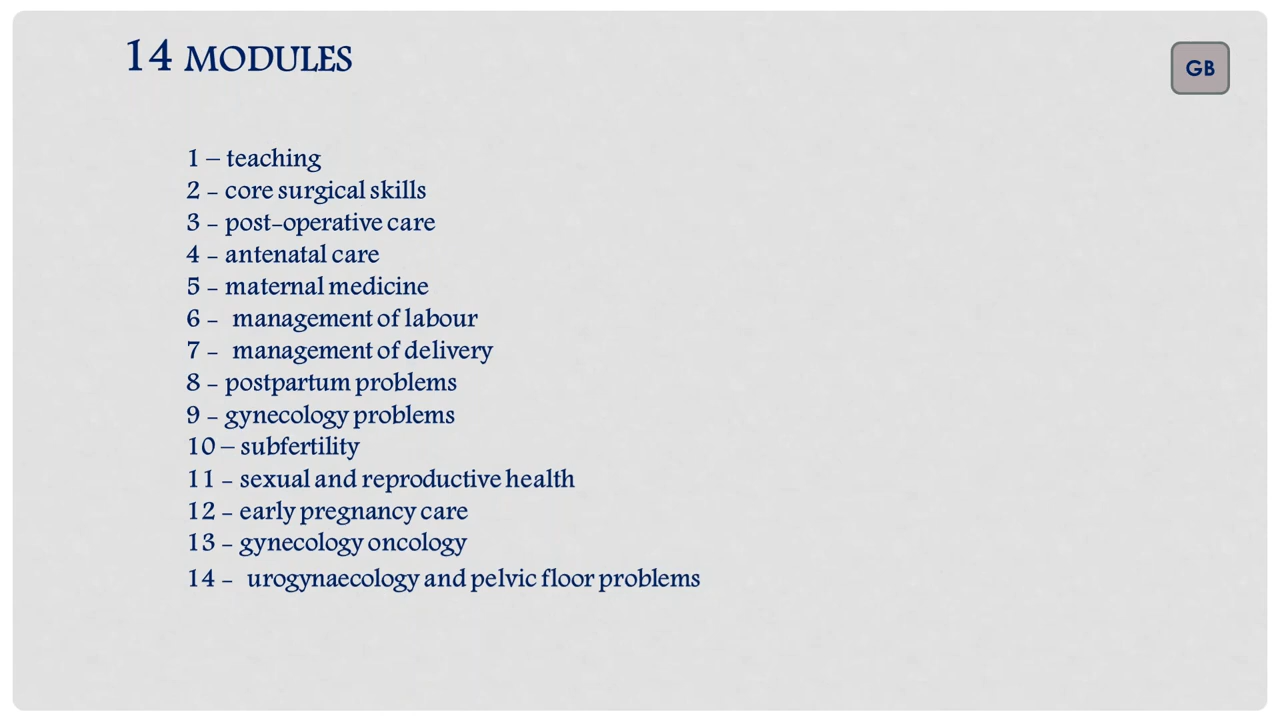 14 MODULES
GB
1 – teaching
2 - core surgical skills
3 - post-operative care
4 - antenatal care
5 - maternal medicine
6 - management of labour
7 - management of delivery
8 - postpartum problems
9 - gynecology problems
10 – subfertility
11 - sexual and reproductive health
12 - early pregnancy care
13 - gynecology oncology
14 - urogynaecology and pelvic floor problems